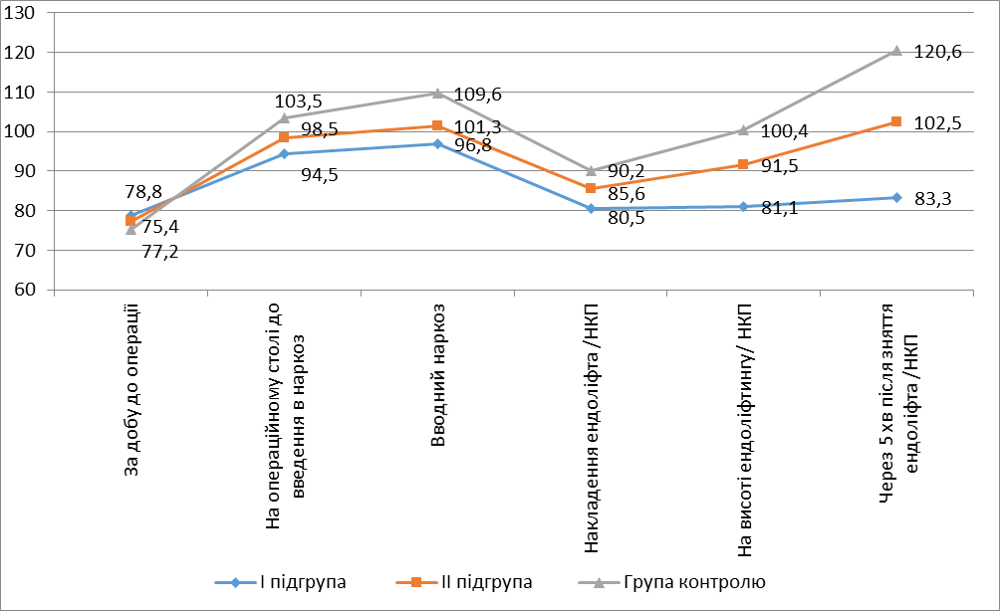 130
120
110
100
90
80
70
60
78,8
75,4
77,2
103,5
98,5
94,5
109,6
101,3
96,8
90,2
85,6
80,5
100,4
91,5
81,1
120,6
102,5
83,3
За добу до операції
На операційному столі до
введення в наркоз
Вводний наркоз
Накладення ендоліфта /НКП
На висоті ендоліфтингу/ НКП
Через 5 хв після зняття
ендоліфта /НКП
І підгрупа
ІІ підгрупа
Група контролю